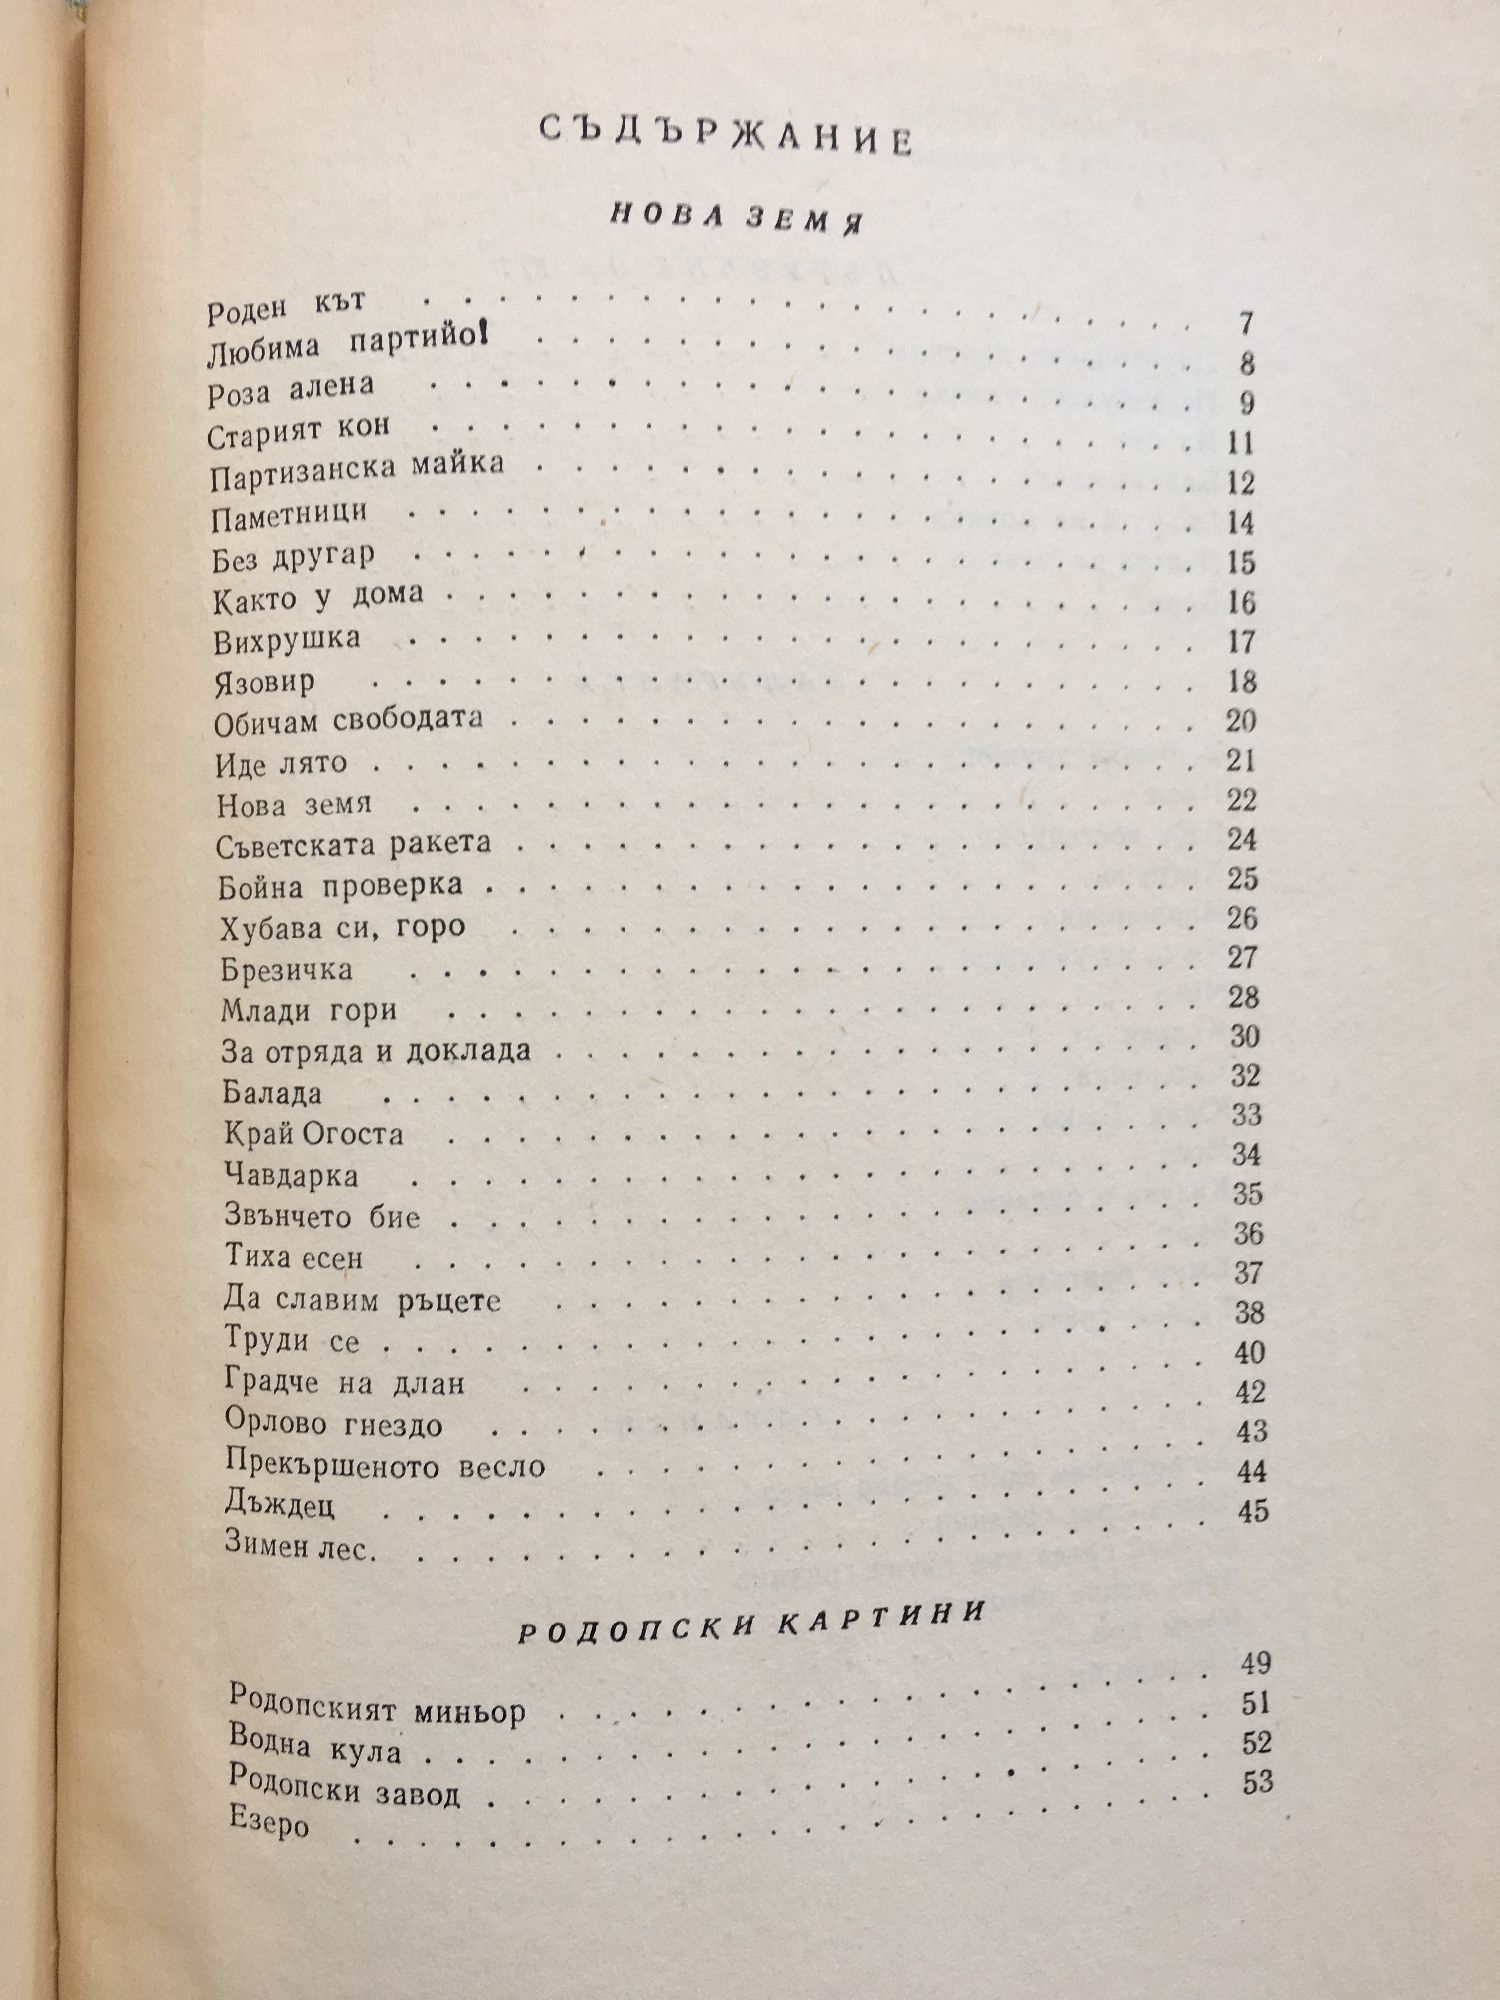 СЪДЪРЖАНИЕ
НОВА ЗЕМЯ
Роден кът . . . . . . . . . . . . . . . . . . . . . . 7
Любима партийо! . . . . . . . . . . . . . . . . . . . 8
Роза алена . . . . . . . . . . . . . . . . . . . . . . 9
Старият кон . . . . . . . . . . . . . . . . . . . . . . 11
Партизанска майка . . . . . . . . . . . . . . . . . . . 12
Паметници . . . . . . . . . . . . . . . . . . . . . . . 14
Без другар . . . . . . . . . . . . . . . . . . . . . . . 15
Както у дома . . . . . . . . . . . . . . . . . . . . . . 16
Вихрушка . . . . . . . . . . . . . . . . . . . . . . . 17
Язовир . . . . . . . . . . . . . . . . . . . . . . . . 18
Обичам свободата . . . . . . . . . . . . . . . . . . . . 20
Иде лято . . . . . . . . . . . . . . . . . . . . . . . . 21
Нова земя . . . . . . . . . . . . . . . . . . . . . . . 22
Съветската ракета . . . . . . . . . . . . . . . . . . . . 24
Бойна проверка . . . . . . . . . . . . . . . . . . . . . 25
Хубава си, горо . . . . . . . . . . . . . . . . . . . . 26
Брезичка . . . . . . . . . . . . . . . . . . . . . . . 27
Млади гори . . . . . . . . . . . . . . . . . . . . . . 28
За отряда и доклада . . . . . . . . . . . . . . . . . . . 30
Балада . . . . . . . . . . . . . . . . . . . . . . . . 32
Край Огоста . . . . . . . . . . . . . . . . . . . . . . 33
Чавдарка . . . . . . . . . . . . . . . . . . . . . . . 34
Звънчето бие . . . . . . . . . . . . . . . . . . . . . . 35
Тиха есен . . . . . . . . . . . . . . . . . . . . . . . 36
Да славим ръцете . . . . . . . . . . . . . . . . . . . 37
Труди се . . . . . . . . . . . . . . . . . . . . . . . . 38
Градче на длан . . . . . . . . . . . . . . . . . . . . 40
Орлово гнездо . . . . . . . . . . . . . . . . . . . . . 42
Прекършеното весло . . . . . . . . . . . . . . . . . . 43
Дъждец . . . . . . . . . . . . . . . . . . . . . . . . 44
Зимен лес. . . . . . . . . . . . . . . . . . . . . . . . 45
РОДОПСКИ КАРТИНИ
Родопският миньор . . . . . . . . . . . . . . . . . . . 49
Водна кула . . . . . . . . . . . . . . . . . . . . . . . 51
Родопски завод . . . . . . . . . . . . . . . . . . . . . 52
Езеро . . . . . . . . . . . . . . . . . . . . . . . . . 53